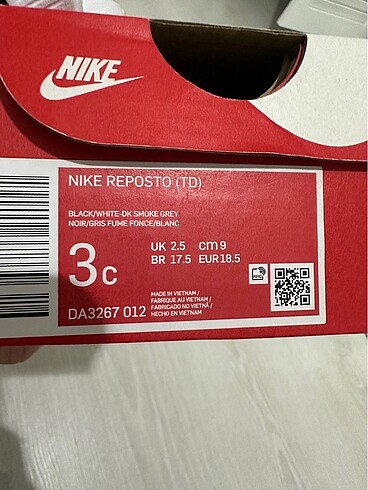 NIKE
NIKE REPOSTO (TD)
BLACK/WHITE-DK SMOKE GREY
NOIR/GRIS FUME FONCE/BLANC
3C
UK 2.5 cm 9
BR 17.5 EUR 18.5
DA3267 012
MADE IN VIETNAM /
FABRIQUE AU VIETNAM /
FABRICADO NO VIETNÃ /
HECHO EN VIETNAM